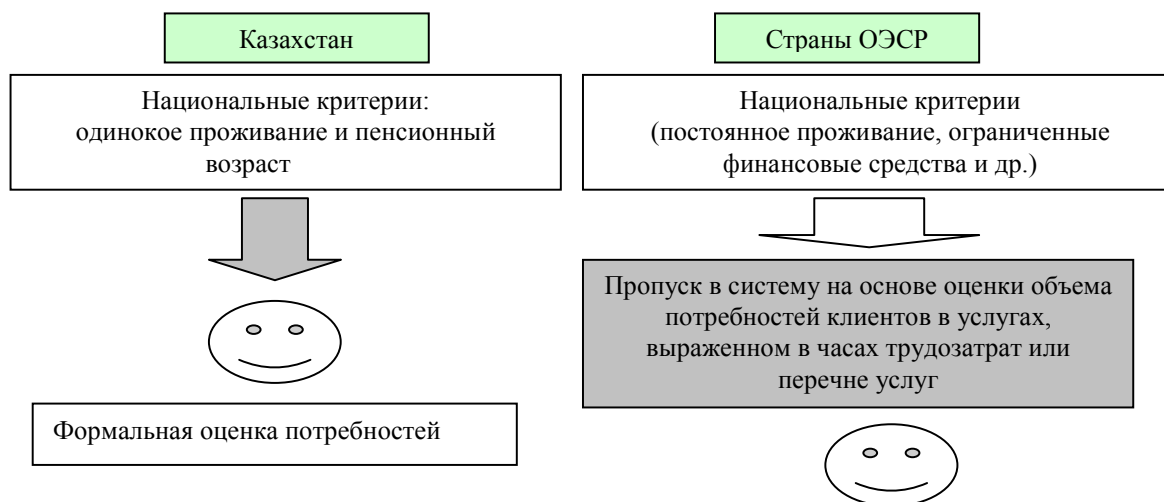 Казахстан
Национальные критерии:
одинокое проживание и пенсионный
возраст
Формальная оценка потребностей
Страны ОЭСР
Национальные критерии
(постоянное проживание, ограниченные
финансовые средства и др.)
Пропуск в систему на основе оценки объема
потребностей клиентов в услугах,
выраженном в часах трудозатрат или
перечне услуг